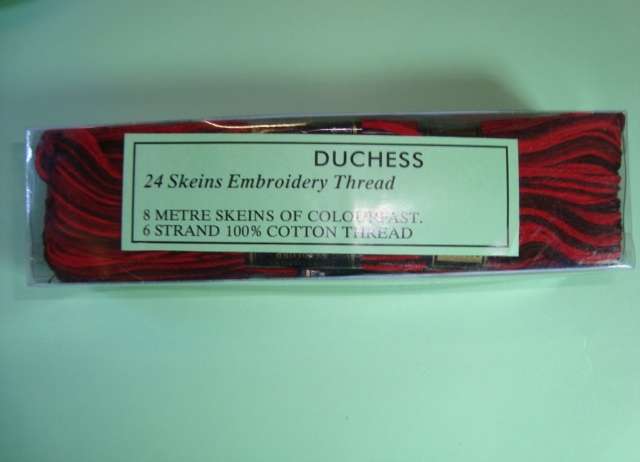 DUCHESS
24 Skeins Embroidery Thread
8 METRE SKEINS OF COLOURFAST.
6 STRAND 100% COTTON THREAD